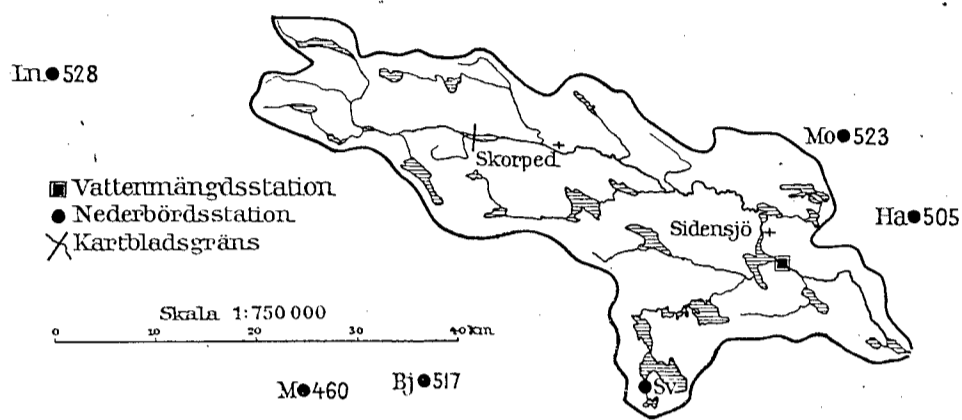 In●528
Mo●523
Skorped
Vattenmängdsstation
Nederbördsstation
Kartbladsgräns
Ha●505
Sidensjö
Skala 1:750 000
0 10 20 30 40 km
M●460
Bj●517
Sv